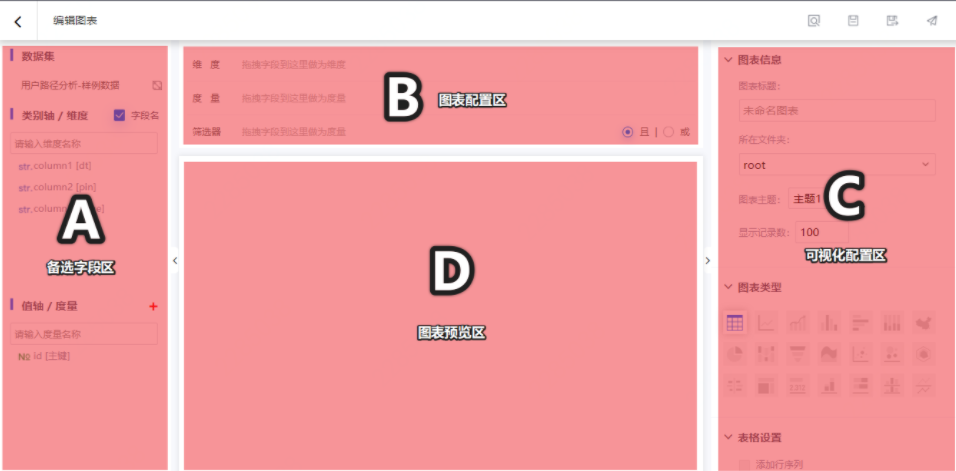 编辑图表
数据集
用户路径分析-样例数据
类别轴 / 维度
字段名
请输入维度名称
str.column1 [dt]
str.column2 [pin]
str.colum
A
备选字段区
值轴 / 度量
+
请输入度量名称
№ id [主键]
维 度
拖拽字段到这里做为维度
度 量
拖拽字段到这里做为度量
筛选器
拖拽字段到这里做为度量
且 | 或
B
图表配置区
D
图表预览区
图表信息
图表标题:
未命名图表
所在文件夹:
root
图表主题:
主题1
显示记录数:
100
C
可视化配置区
图表类型
表格设置
添加行序列